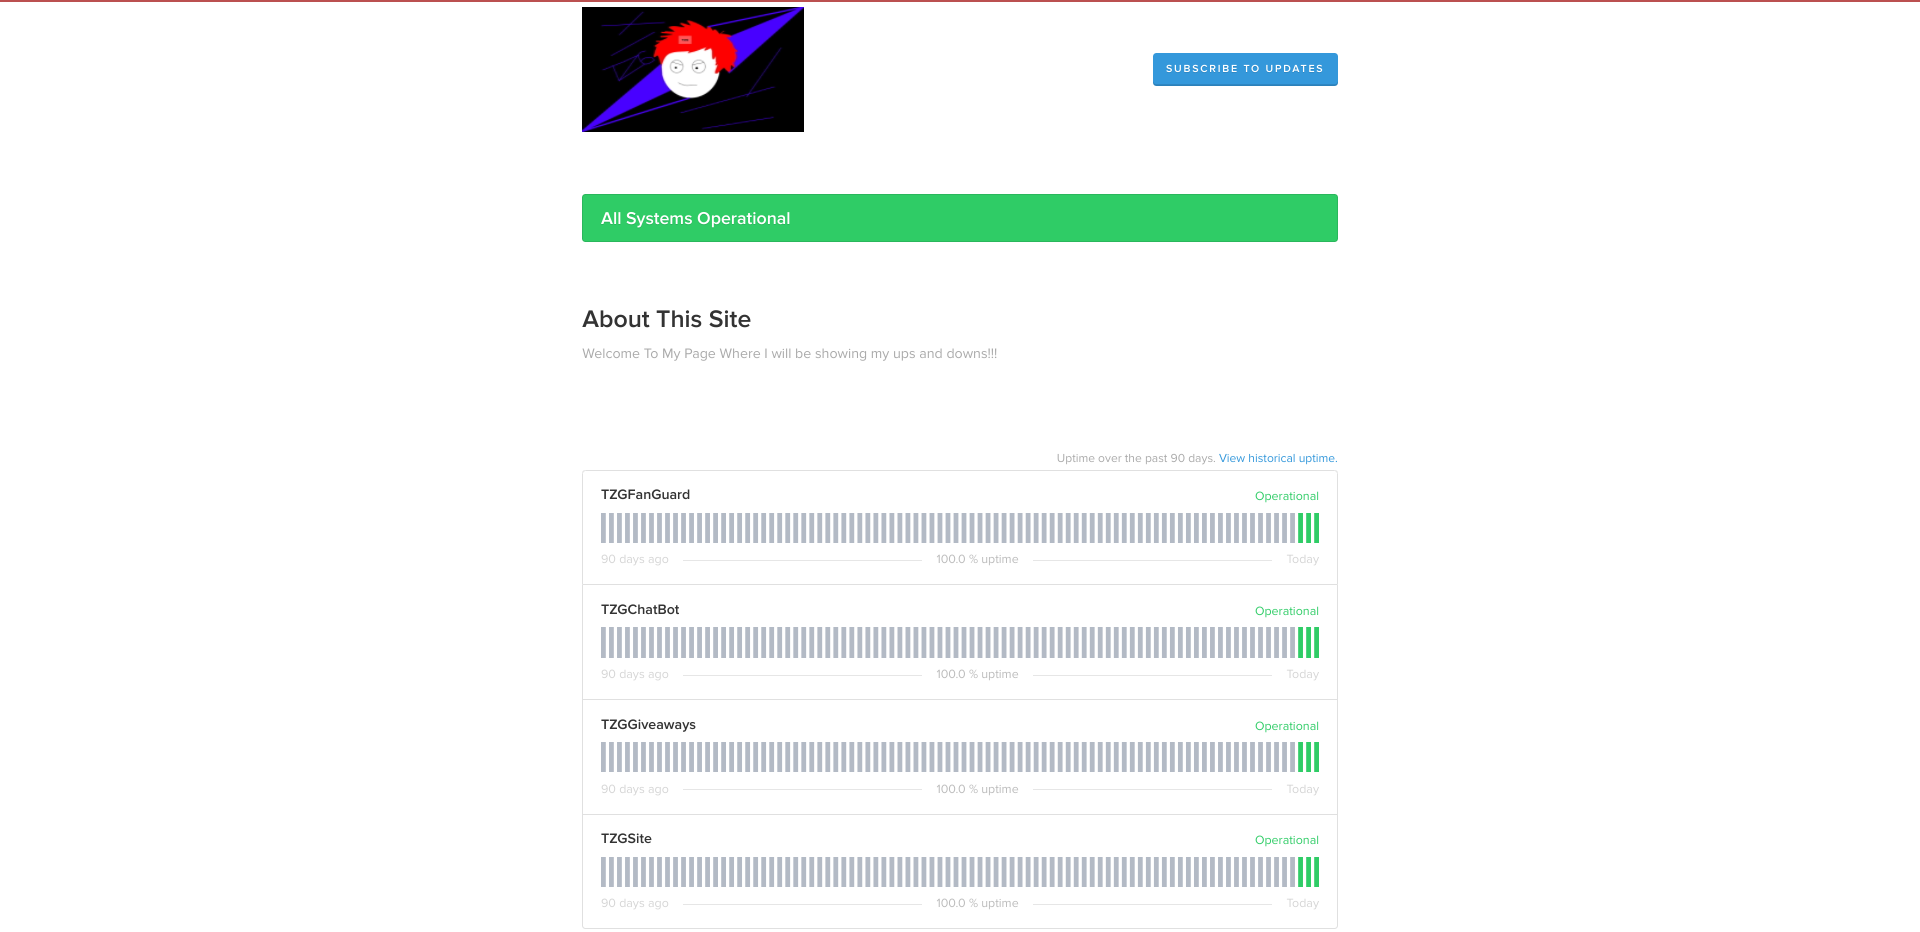 SUBSCRIBE TO UPDATES
All Systems Operational
About This Site
Welcome To My Page Where I will be showing my ups and downs!!!
Uptime over the past 90 days. View historical uptime.
TZGFanGuard
Operational
90 days ago 100.0 % uptime Today
TZGChatBot
Operational
90 days ago 100.0 % uptime Today
TZGGiveaways
Operational
90 days ago 100.0 % uptime Today
TZGSite
Operational
90 days ago 100.0 % uptime Today